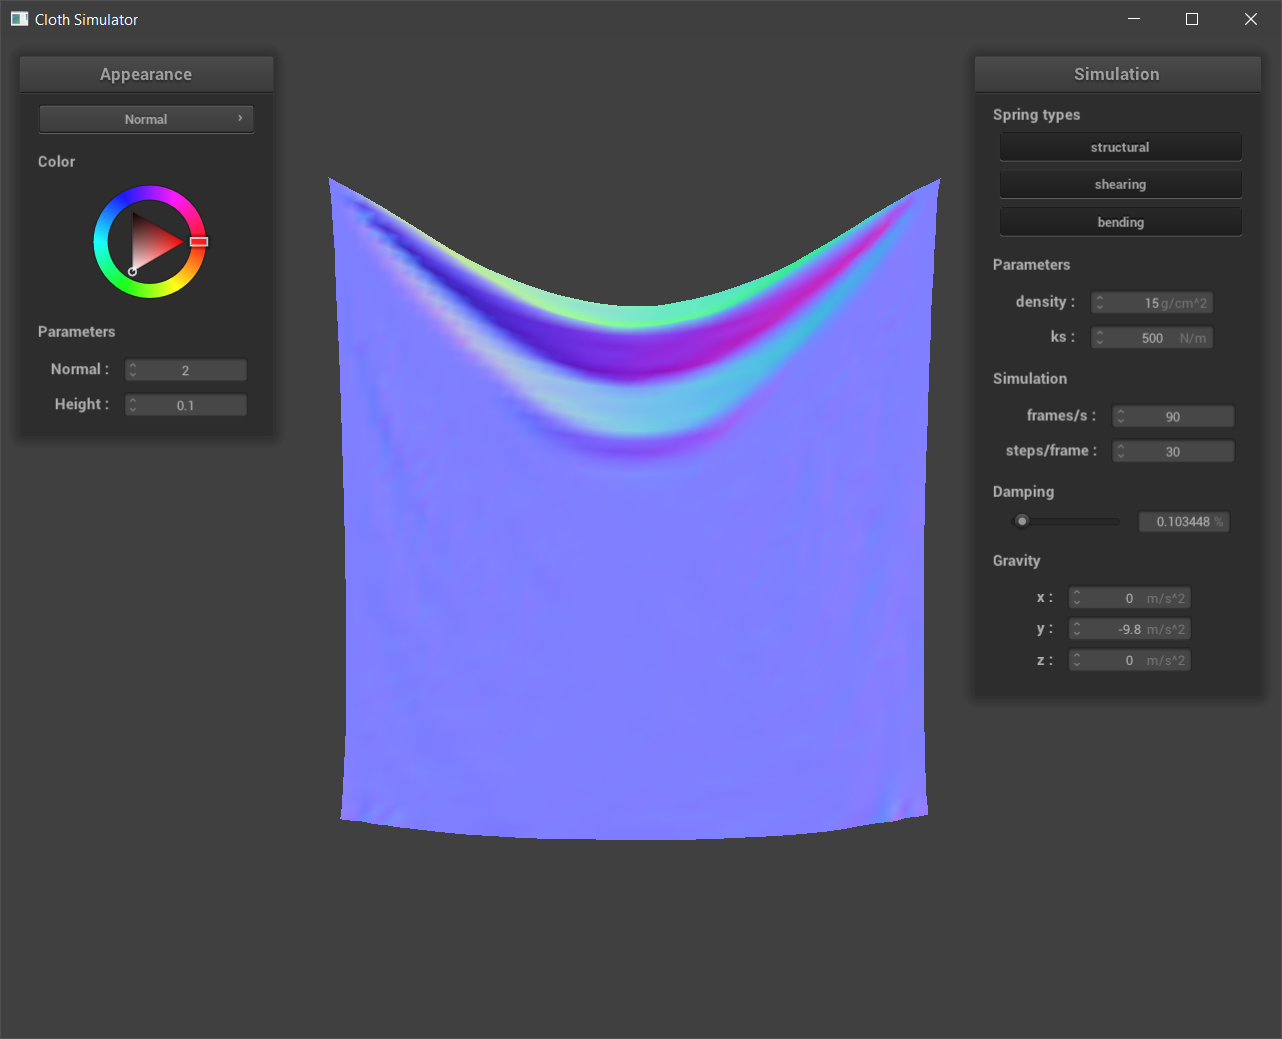 Cloth Simulator
Appearance
Normal
Color
Parameters
Normal : 2
Height : 0.1
Simulation
Spring types
structural
shearing
bending
Parameters
density : 15 g/cm^2
ks : 500 N/m
Simulation
frames/s : 90
steps/frame : 30
Damping
0.103448 %
Gravity
x : 0 m/s^2
y : -9.8 m/s^2
z : 0 m/s^2